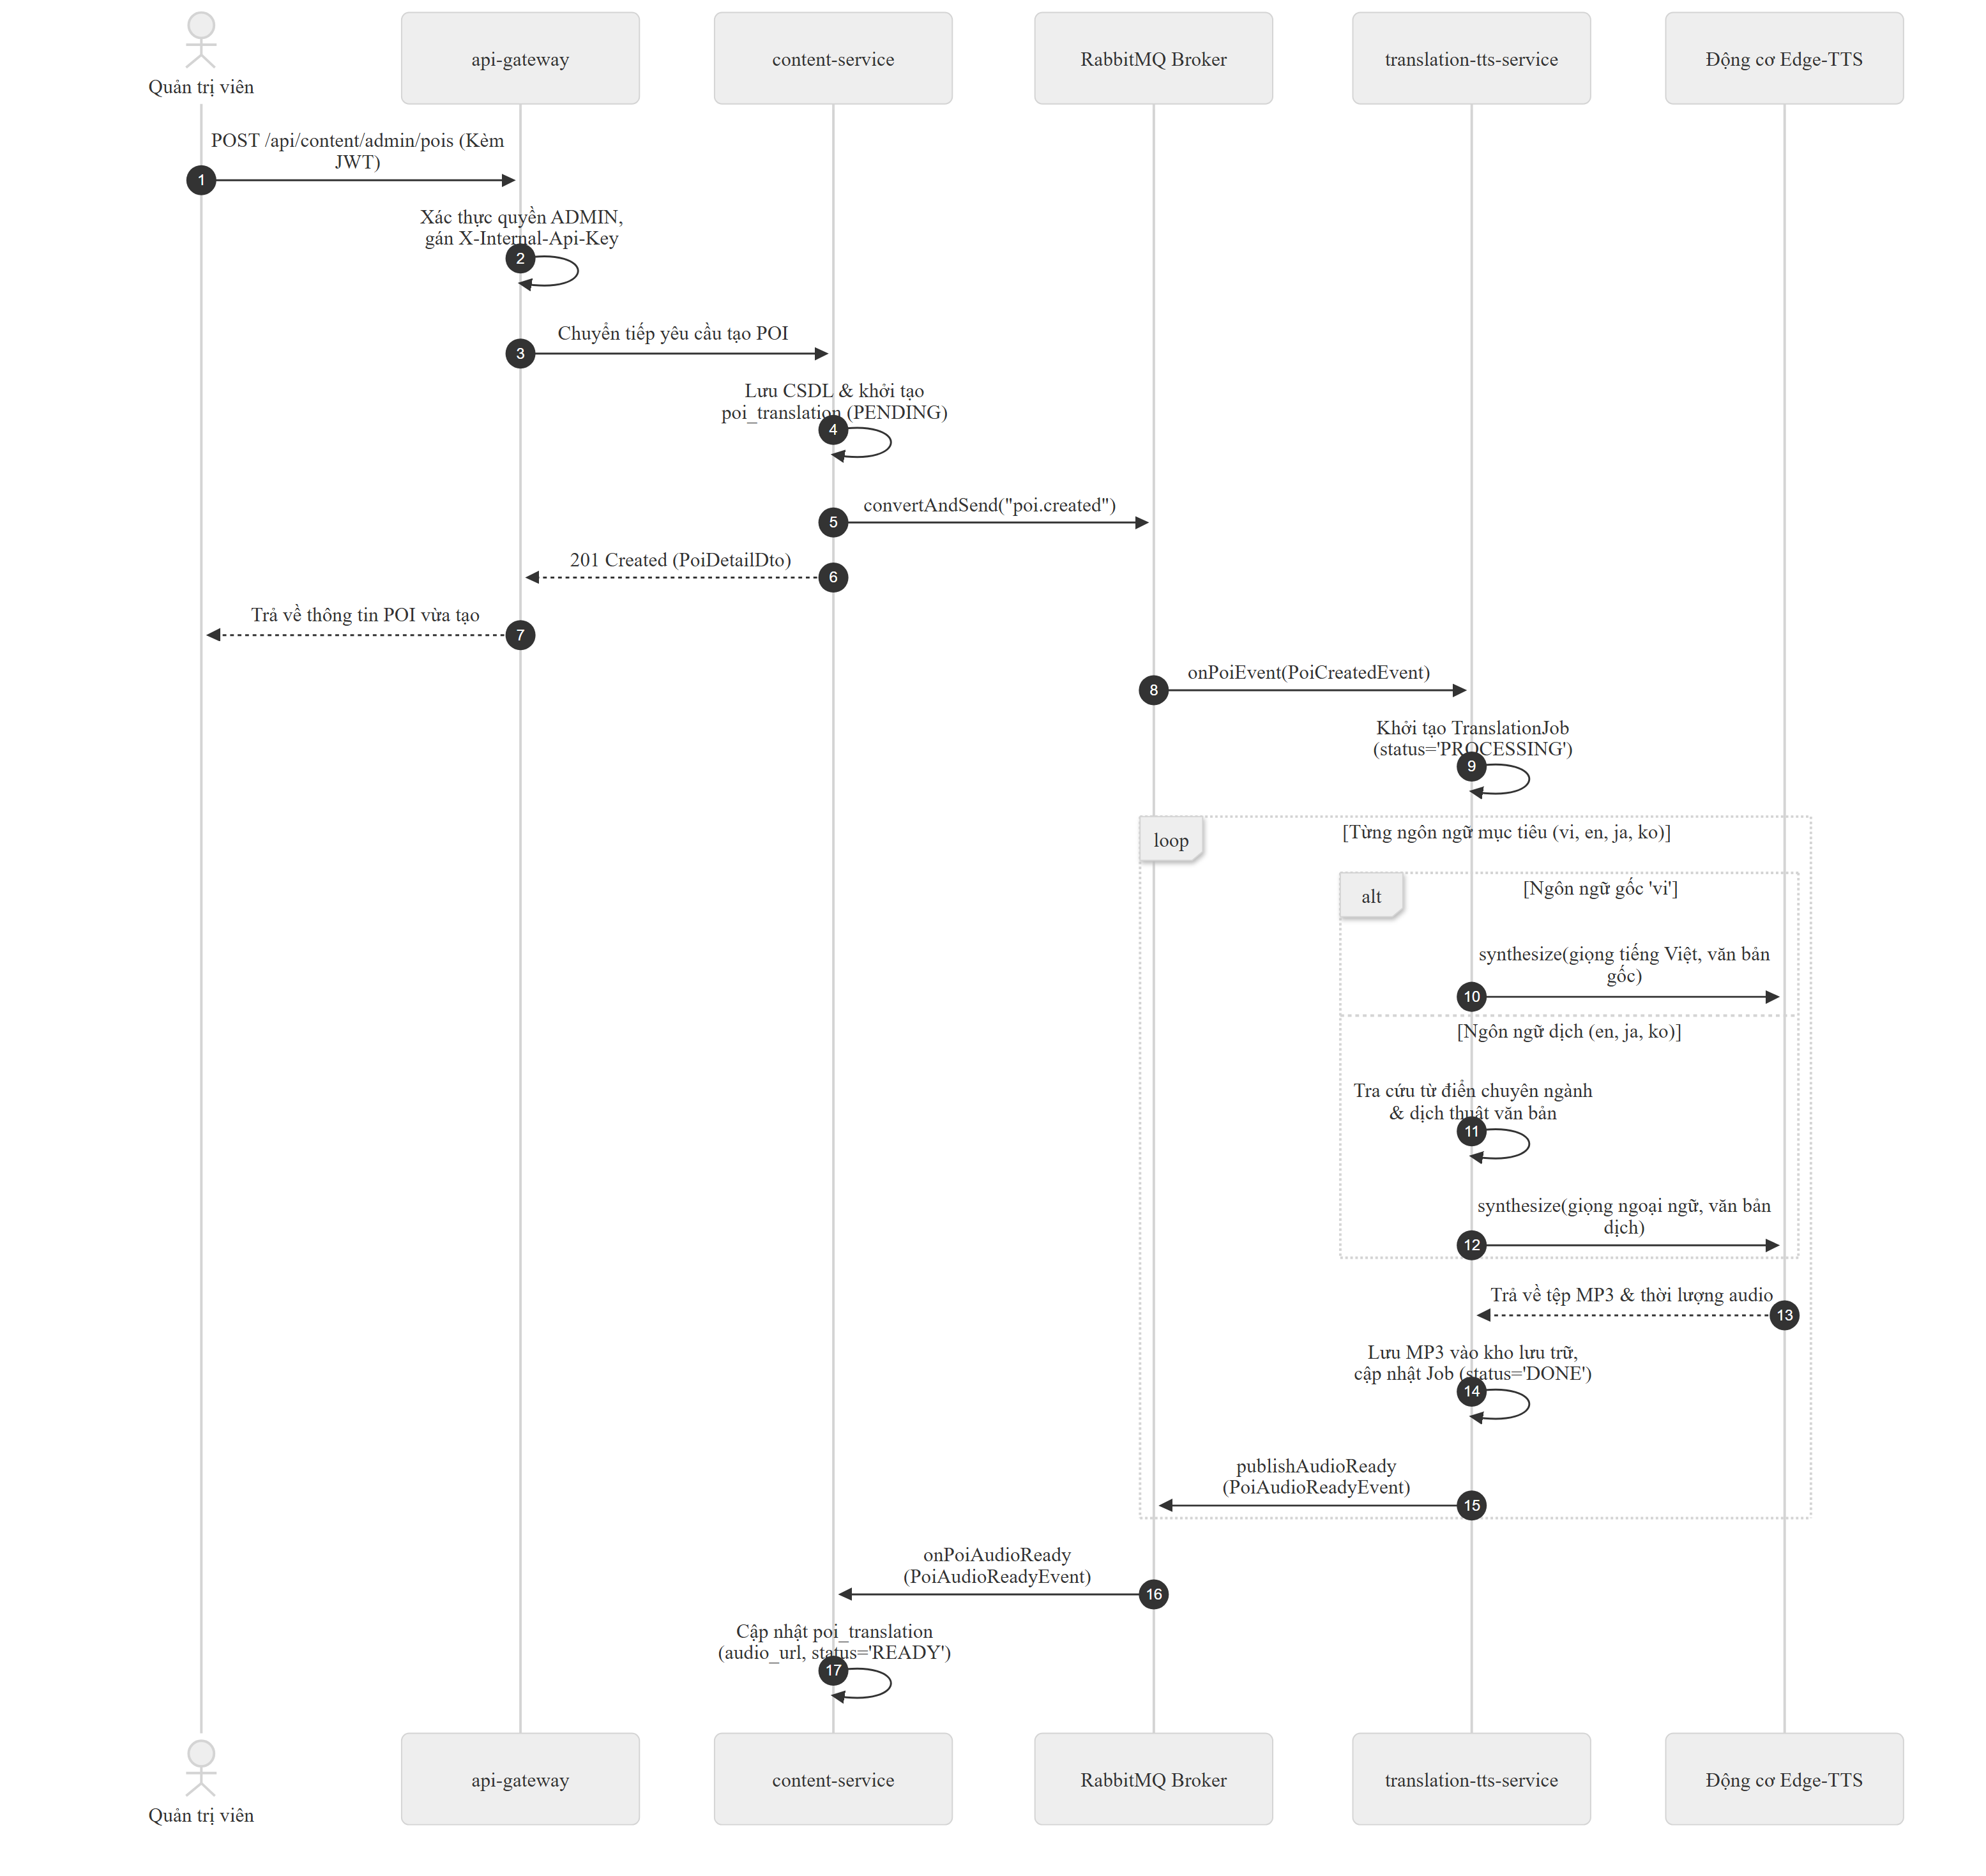 Quản trị viên
api-gateway
content-service
RabbitMQ Broker
translation-tts-service
Động cơ Edge-TTS
POST /api/content/admin/pois (Kèm
JWT)
1
Xác thực quyền ADMIN,
gán X-Internal-Api-Key
2
Chuyển tiếp yêu cầu tạo POI
3
Lưu CSDL & khởi tạo
poi_translation (PENDING)
4
convertAndSend("poi.created")
5
201 Created (PoiDetailDto)
6
Trả về thông tin POI vừa tạo
7
onPoiEvent(PoiCreatedEvent)
8
Khởi tạo TranslationJob
(status='PROCESSING')
9
loop
[Từng ngôn ngữ mục tiêu (vi, en, ja, ko)]
alt
[Ngôn ngữ gốc 'vi']
synthesize(giọng tiếng Việt, văn bản
gốc)
10
[Ngôn ngữ dịch (en, ja, ko)]
Tra cứu từ điển chuyên ngành
& dịch thuật văn bản
11
synthesize(giọng ngoại ngữ, văn bản
dịch)
12
Trả về tệp MP3 & thời lượng audio
13
Lưu MP3 vào kho lưu trữ,
cập nhật Job (status='DONE')
14
publishAudioReady
(PoiAudioReadyEvent)
15
onPoiAudioReady
(PoiAudioReadyEvent)
16
Cập nhật poi_translation
(audio_url, status='READY')
17
Quản trị viên
api-gateway
content-service
RabbitMQ Broker
translation-tts-service
Động cơ Edge-TTS